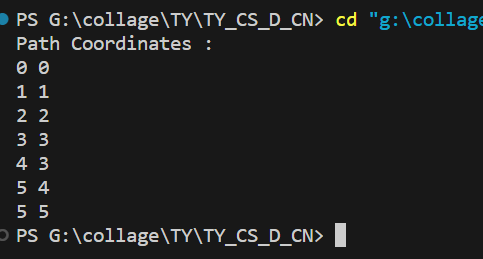 PS G:\collage\TY\TY_CS_D_CN> cd "g:\collage
Path Coordinates :
0 0
1 1
2 2
3 3
4 3
5 4
5 5
PS G:\collage\TY\TY_CS_D_CN>